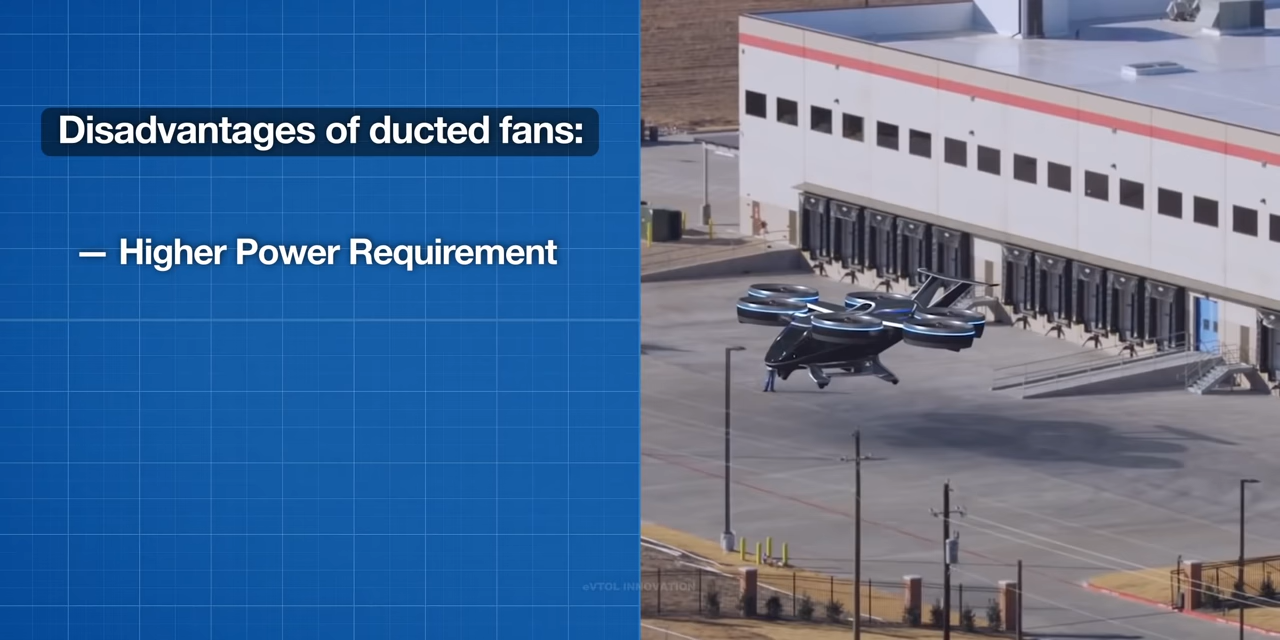 Disadvantages of ducted fans:
— Higher Power Requirement
eVTOL INNOVATION